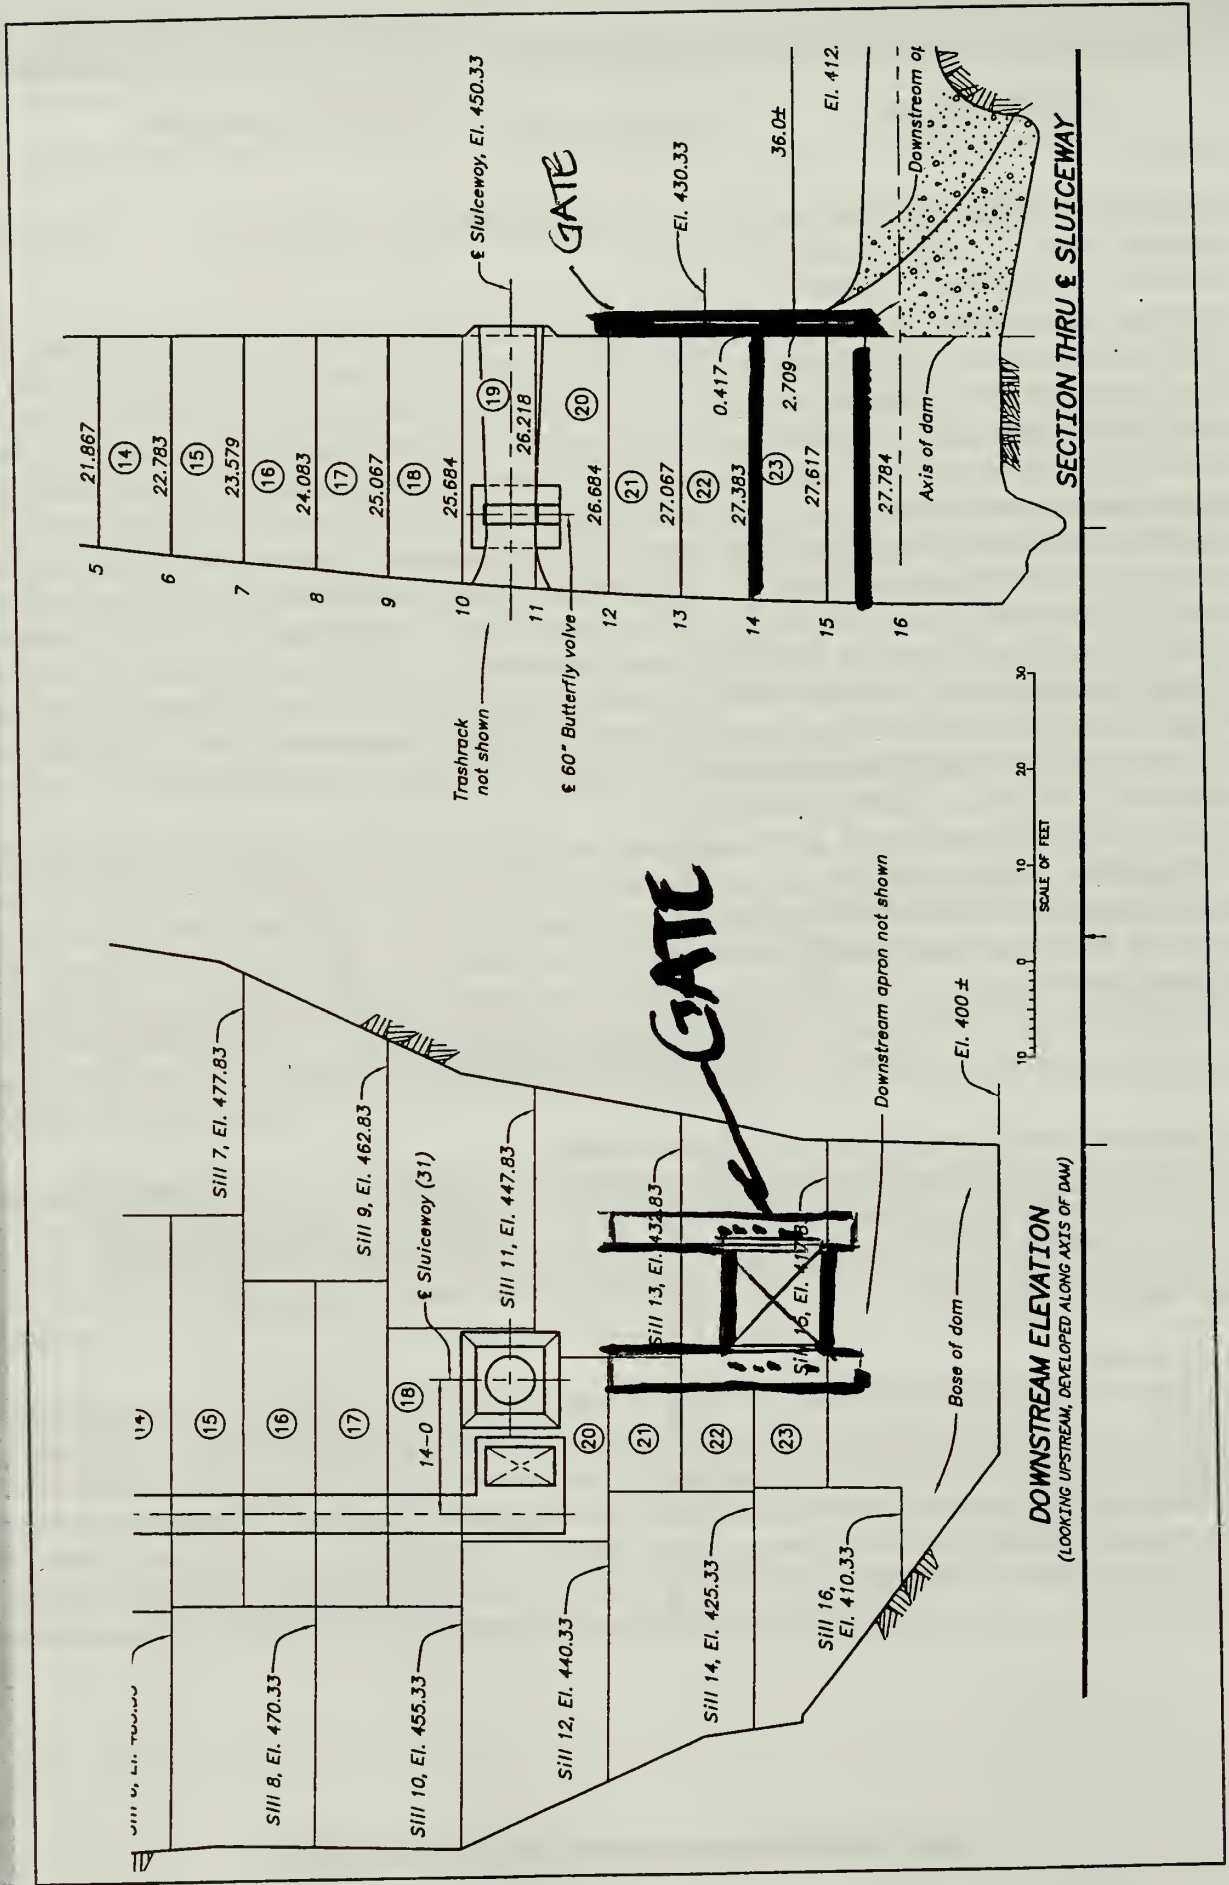 Sill 8, El. 470.33
Sill 10, El. 455.33
Sill 12, El. 440.33
Sill 14, El. 425.33
Sill 16,
El. 410.33
15
16
17
18
20
21
22
23
14-0
Sill 7, El. 477.83
Sill 9, El. 462.83
℄ Sluiceway (31)
Sill 11, El. 447.83
Sill 13, El. 432.83
GATE
Downstream apron not shown
Base of dam
El. 400 ±
DOWNSTREAM ELEVATION
(LOOKING UPSTREAM, DEVELOPED ALONG AXIS OF DAM)
10 0 10 20 30
SCALE OF FEET
5
6
7
8
9
10
11
12
13
14
15
16
21.867
14
22.783
15
23.579
16
24.083
17
25.067
18
25.684
19
26.218
20
26.684
21
27.067
22
27.383
23
27.617
27.784
0.417
2.709
Trashrack
not shown
℄ 60" Butterfly valve
℄ Sluiceway, El. 450.33
GATE
El. 430.33
36.0±
El. 412.
Downstream
Axis of dam
SECTION THRU ℄ SLUICEWAY